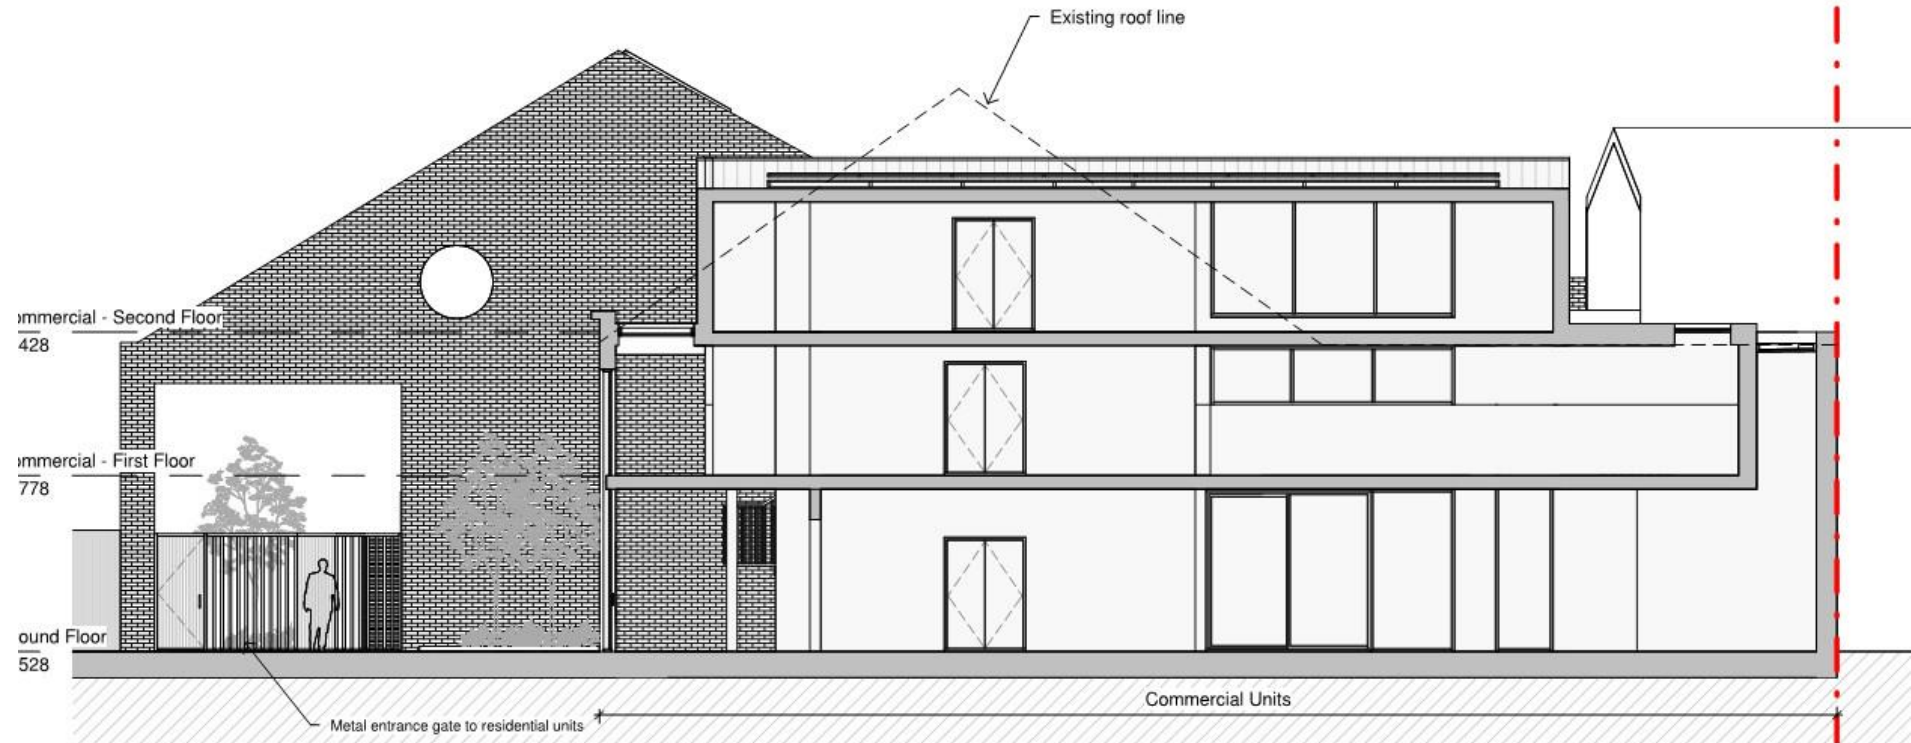 Existing roof line
ommercial - Second Floor
428
ommercial - First Floor
778
ound Floor
528
Commercial Units
Metal entrance gate to residential units